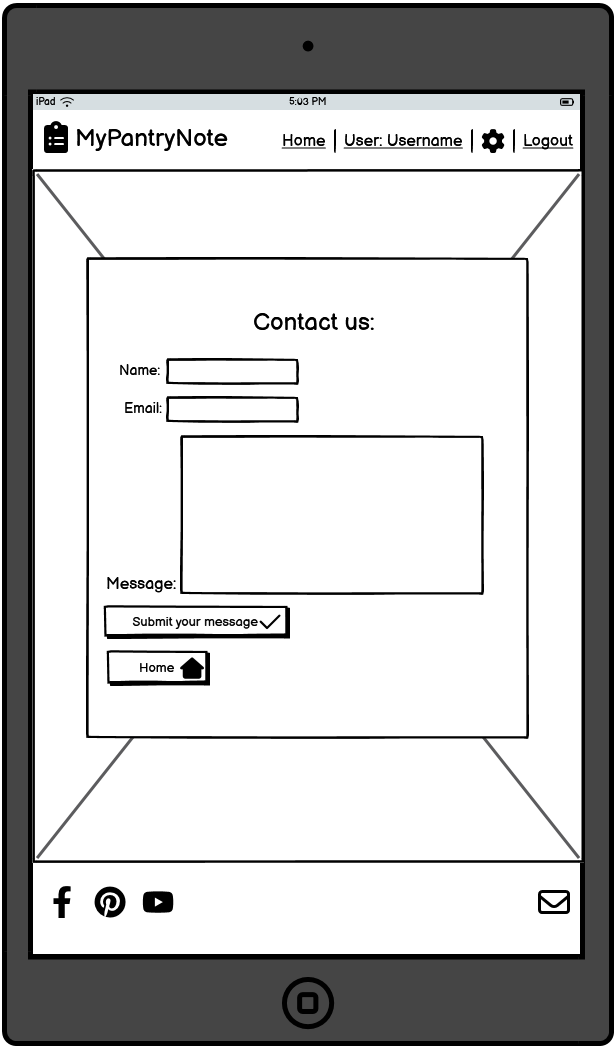 iPad 5:03 PM
MyPantryNote Home User: Username Logout
Contact us:
Name:
Email:
Message:
Submit your message
Home